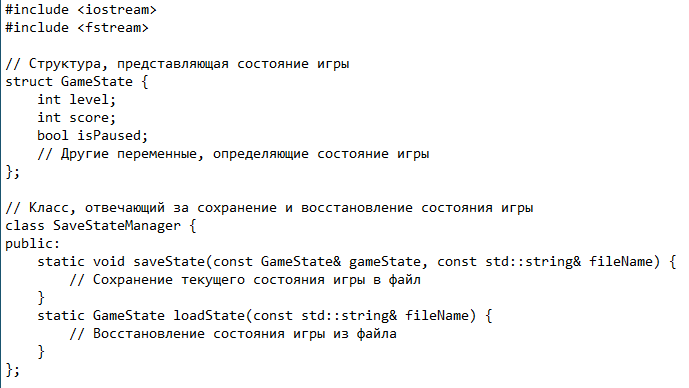 #include <iostream>
#include <fstream>

// Структура, представляющая состояние игры
struct GameState {
    int level;
    int score;
    bool isPaused;
    // Другие переменные, определяющие состояние игры
};

// Класс, отвечающий за сохранение и восстановление состояния игры
class SaveStateManager {
public:
    static void saveState(const GameState& gameState, const std::string& fileName) {
        // Сохранение текущего состояния игры в файл
    }
    static GameState loadState(const std::string& fileName) {
        // Восстановление состояния игры из файла
    }
};